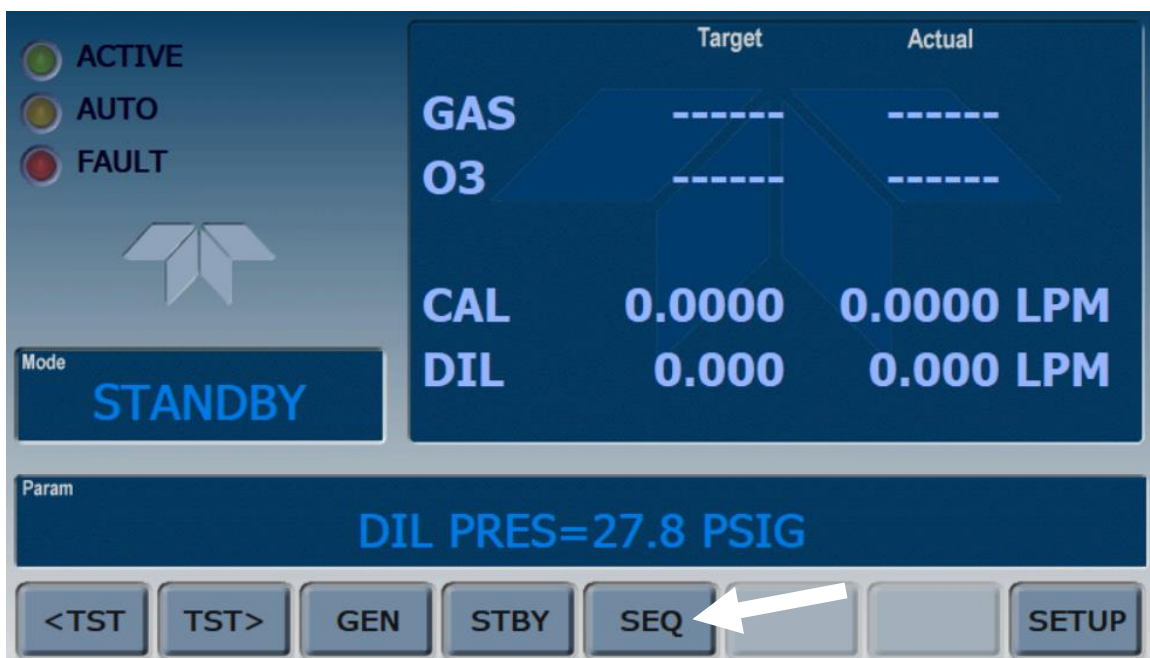 ACTIVE
AUTO
FAULT
Target Actual
GAS ------ ------
O3 ------ ------
CAL 0.0000 0.0000 LPM
DIL 0.000 0.000 LPM
Mode
STANDBY
Param
DIL PRES=27.8 PSIG
<TST TST> GEN STBY SEQ SETUP